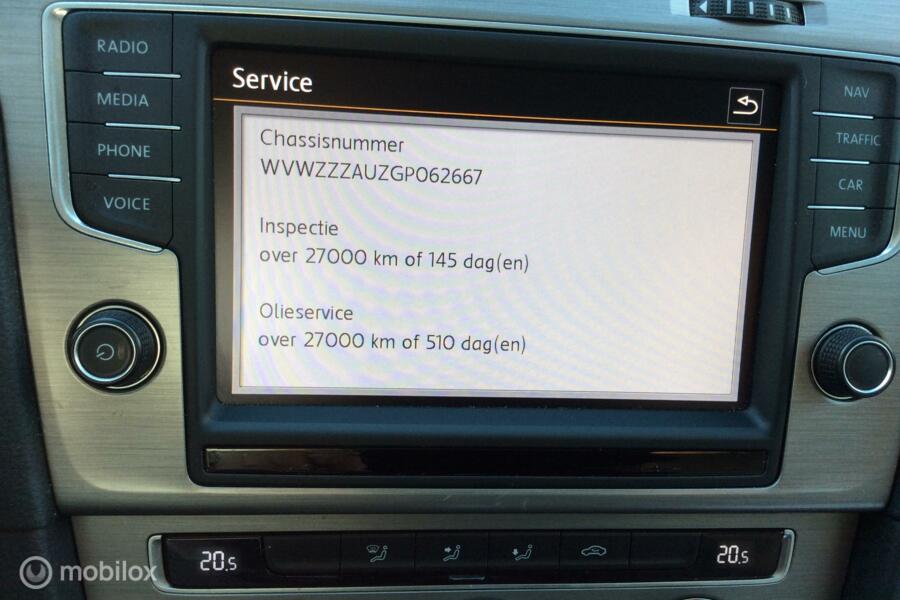 RADIO
MEDIA
PHONE
VOICE
Service
Chassisnummer
WVWZZZAUZGP062667
Inspectie
over 27000 km of 145 dag(en)
Olieservice
over 27000 km of 510 dag(en)
NAV
TRAFFIC
CAR
MENU
20.5
20.5
mobilox